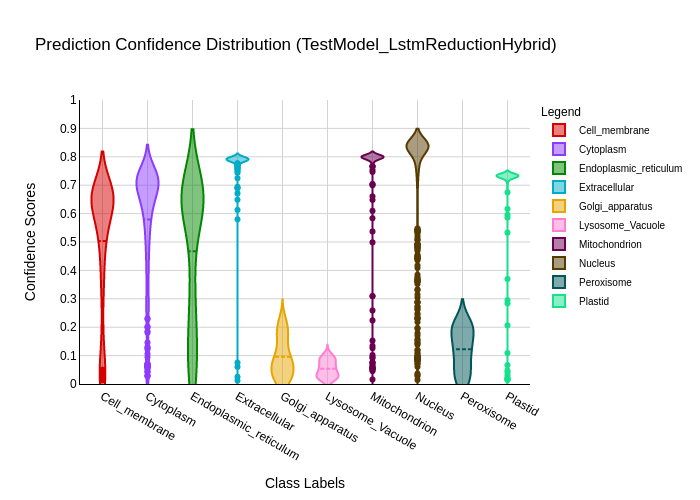 Prediction Confidence Distribution (TestModel_LstmReductionHybrid)
Legend
Cell_membrane
Cytoplasm
Endoplasmic_reticulum
Extracellular
Golgi_apparatus
Lysosome_Vacuole
Mitochondrion
Nucleus
Peroxisome
Plastid
Confidence Scores
1
0.9
0.8
0.7
0.6
0.5
0.4
0.3
0.2
0.1
0
Cell_membrane
Cytoplasm
Endoplasmic_reticulum
Extracellular
Golgi_apparatus
Lysosome_Vacuole
Mitochondrion
Nucleus
Peroxisome
Plastid
Class Labels